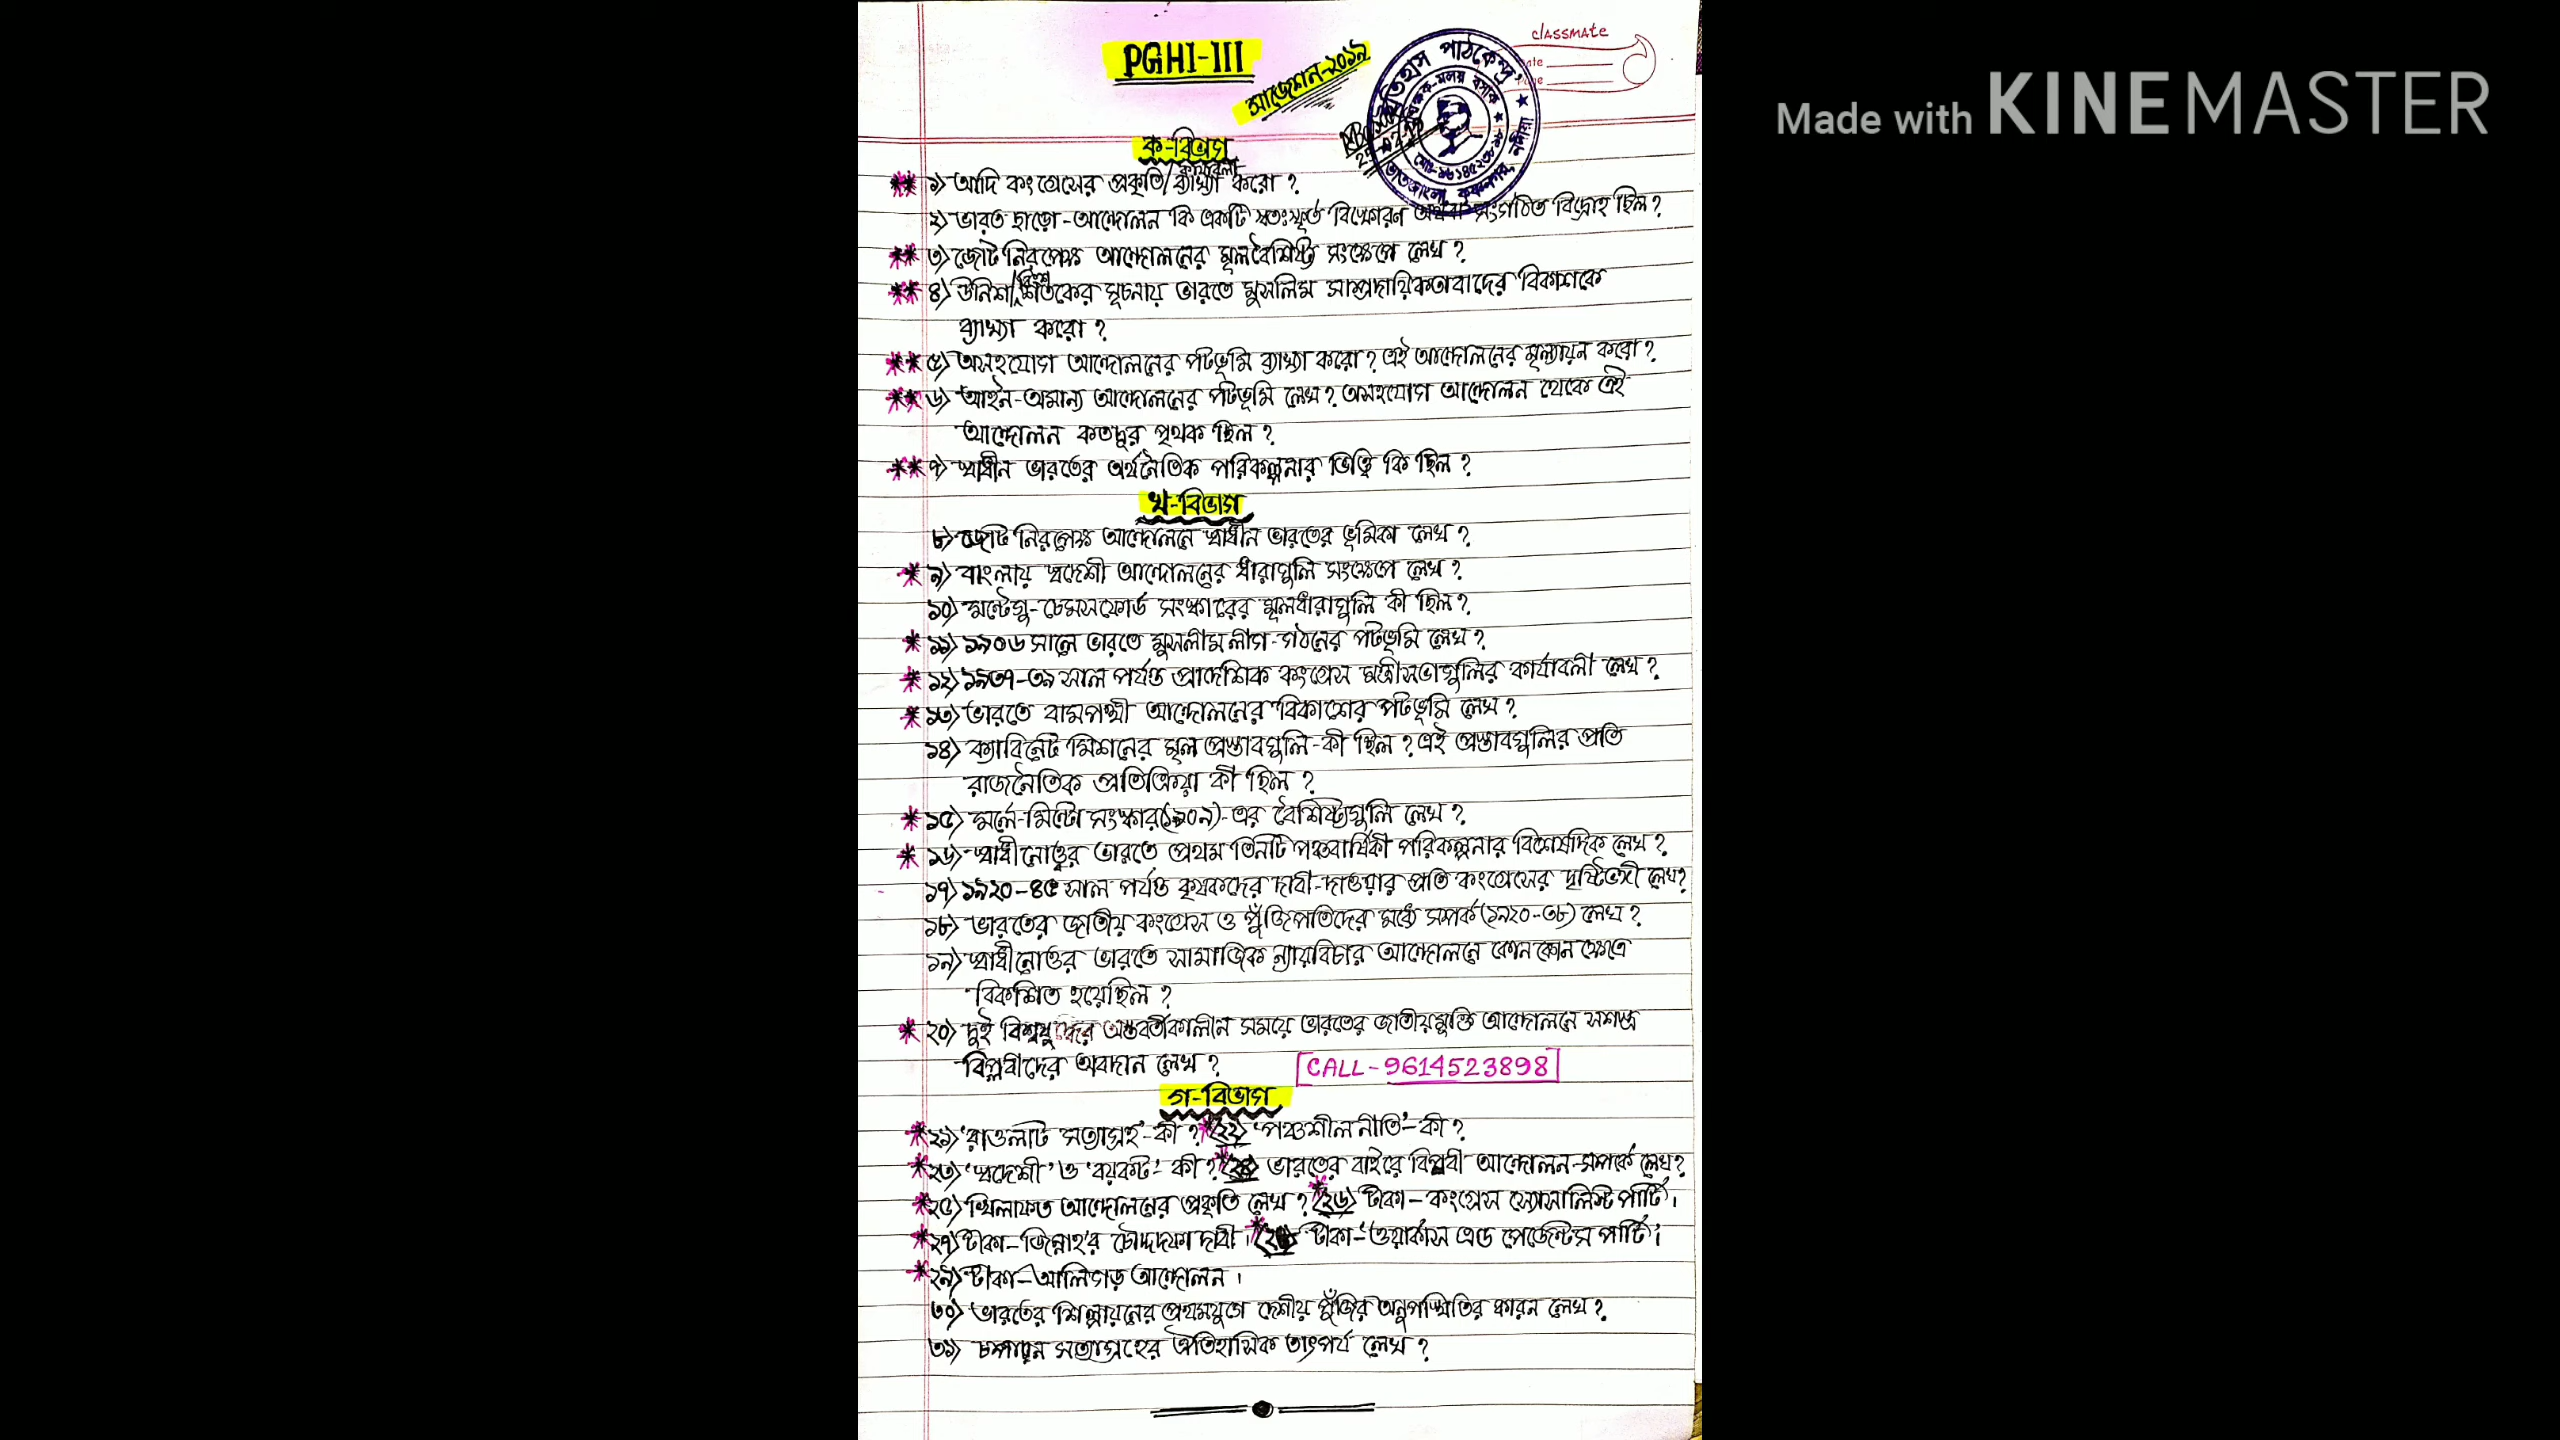 classmate
Date
Page
PGHI-III
সাজেশান-২০১৯
ইতিহাস পাঠকেন্দ্র
Made with KINEMASTER
ক-বিভাগ
কার্যাবলী
** ১) আদি কংগ্রেসের প্রকৃতি/ব্যাখ্যা করো?
২) ভারত ছাড়ো-আন্দোলন কি একটি স্বতঃস্ফূর্ত বিস্ফোরণ অথবা সংগঠিত বিদ্রোহ ছিল?
** ৩) জোট নিরপেক্ষ আন্দোলনের মূলবৈশিষ্ট্য সংক্ষেপে লেখ?
** ৪) উনিশ/বিংশ শতকের সূচনায় ভারতে মুসলিম সাম্প্রদায়িকতাবাদের বিকাশকে
ব্যাখ্যা করো?
** ৫) অসহযোগ আন্দোলনের পটভূমি ব্যাখ্যা করো? এই আন্দোলনের মূল্যায়ন করো?
** ৬) আইন-অমান্য আন্দোলনের পটভূমি লেখ? অসহযোগ আন্দোলন থেকে এই
আন্দোলন কতদুর পৃথক ছিল?
** ৭) স্বাধীন ভারতের অর্থনৈতিক পরিকল্পনার ভিত্তি কি ছিল?
খ-বিভাগ
৮) জোট নিরপেক্ষ আন্দোলনে স্বাধীন ভারতের ভূমিকা লেখ?
* ৯) বাংলায় স্বদেশী আন্দোলনের ধারাগুলি সংক্ষেপে লেখ?
১০) মন্টেগু-চেমসফোর্ড সংস্কারের মূলধারাগুলি কী ছিল?
* ১১) ১৯০৬ সালে ভারতে মুসলীম লীগ-গঠনের পটভূমি লেখ?
* ১২) ১৯৩৭-৩৯ সাল পর্যন্ত প্রাদেশিক কংগ্রেস মন্ত্রীসভাগুলির কার্যাবলী লেখ?
* ১৩) ভারতে বামপন্থী আন্দোলনের বিকাশের পটভূমি লেখ?
১৪) ক্যাবিনেট মিশনের মূল প্রস্তাবগুলি-কী ছিল? এই প্রস্তাবগুলির প্রতি
রাজনৈতিক প্রতিক্রিয়া কী ছিল?
* ১৫) মর্লে-মিন্টো সংস্কার(১৯০৯)-এর বৈশিষ্ট্যগুলি লেখ?
* ১৬) স্বাধীনোত্তর ভারতে প্রথম তিনটি পঞ্চবার্ষিকী পরিকল্পনার বিশেষদিক লেখ?
১৭) ১৯২০-৪৫ সাল পর্যন্ত কৃষকদের দাবী-দাওয়ার প্রতি কংগ্রেসের দৃষ্টিভঙ্গী লেখ?
১৮) ভারতের জাতীয় কংগ্রেস ও পুঁজিপতিদের মধ্যে সম্পর্ক(১৯২০-৩৮) লেখ?
১৯) স্বাধীনোত্তর ভারতে সামাজিক ন্যায়বিচার আন্দোলনে কোন কোন ক্ষেত্রে
বিকশিত হয়েছিল?
* ২০) দুই বিশ্বযুদ্ধের অন্তবর্তীকালীন সময়ে ভারতের জাতীয়মুক্তি আন্দোলনে সশস্ত্র
বিপ্লবীদের অবদান লেখ? [CALL-9614523898]
গ-বিভাগ
* ২১) 'রাওলাট সত্যাগ্রহ'-কী? * (২২) 'পঞ্চশীলনীতি'-কী?
* ২৩) 'স্বদেশী' ও 'বয়কট'-কী? * (২৪) ভারতের বাইরে বিপ্লবী আন্দোলন-সম্পর্কে লেখ?
* ২৫) খিলাফত আন্দোলনের প্রকৃতি লেখ? * (২৬) টীকা-কংগ্রেস স্যোসালিস্ট পার্টি।
* ২৭) টীকা-জিন্নাহ'র চৌদ্দদফা দাবী। * (২৮) টীকা-'ওয়ার্কাস এন্ড পেজেন্টস পার্টি'।
* ২৯) টীকা-আলিগড় আন্দোলন।
৩০) ভারতের শিল্পায়নের প্রথমযুগে দেশীয় পুঁজির অনুপস্থিতির কারন লেখ?
৩১) চম্পারন সত্যাগ্রহের ঐতিহাসিক তাৎপর্য লেখ?